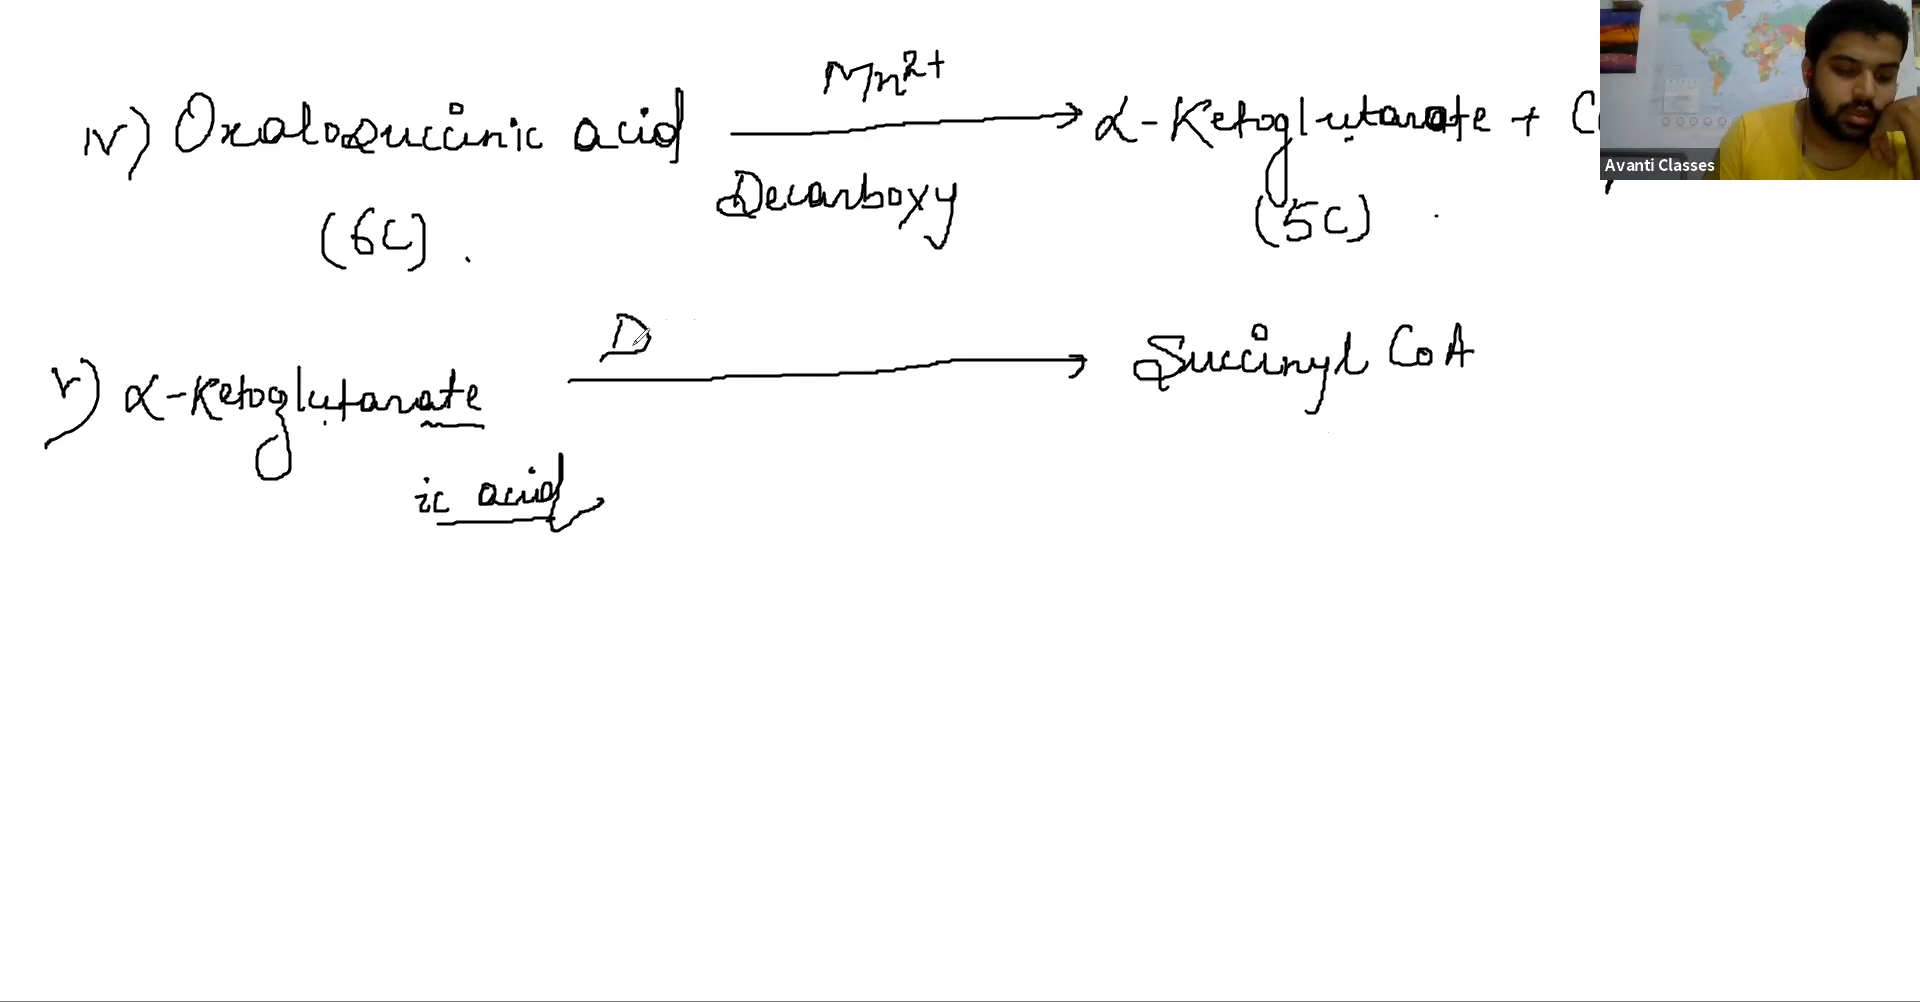 Mn²⁺
iv) Oxalosuccinic acid → α-Ketoglutarate +
Decarboxy
(6C) . (5C) .
D
v) α-Ketoglutarate → Succinyl CoA
ic acid
Avanti Classes